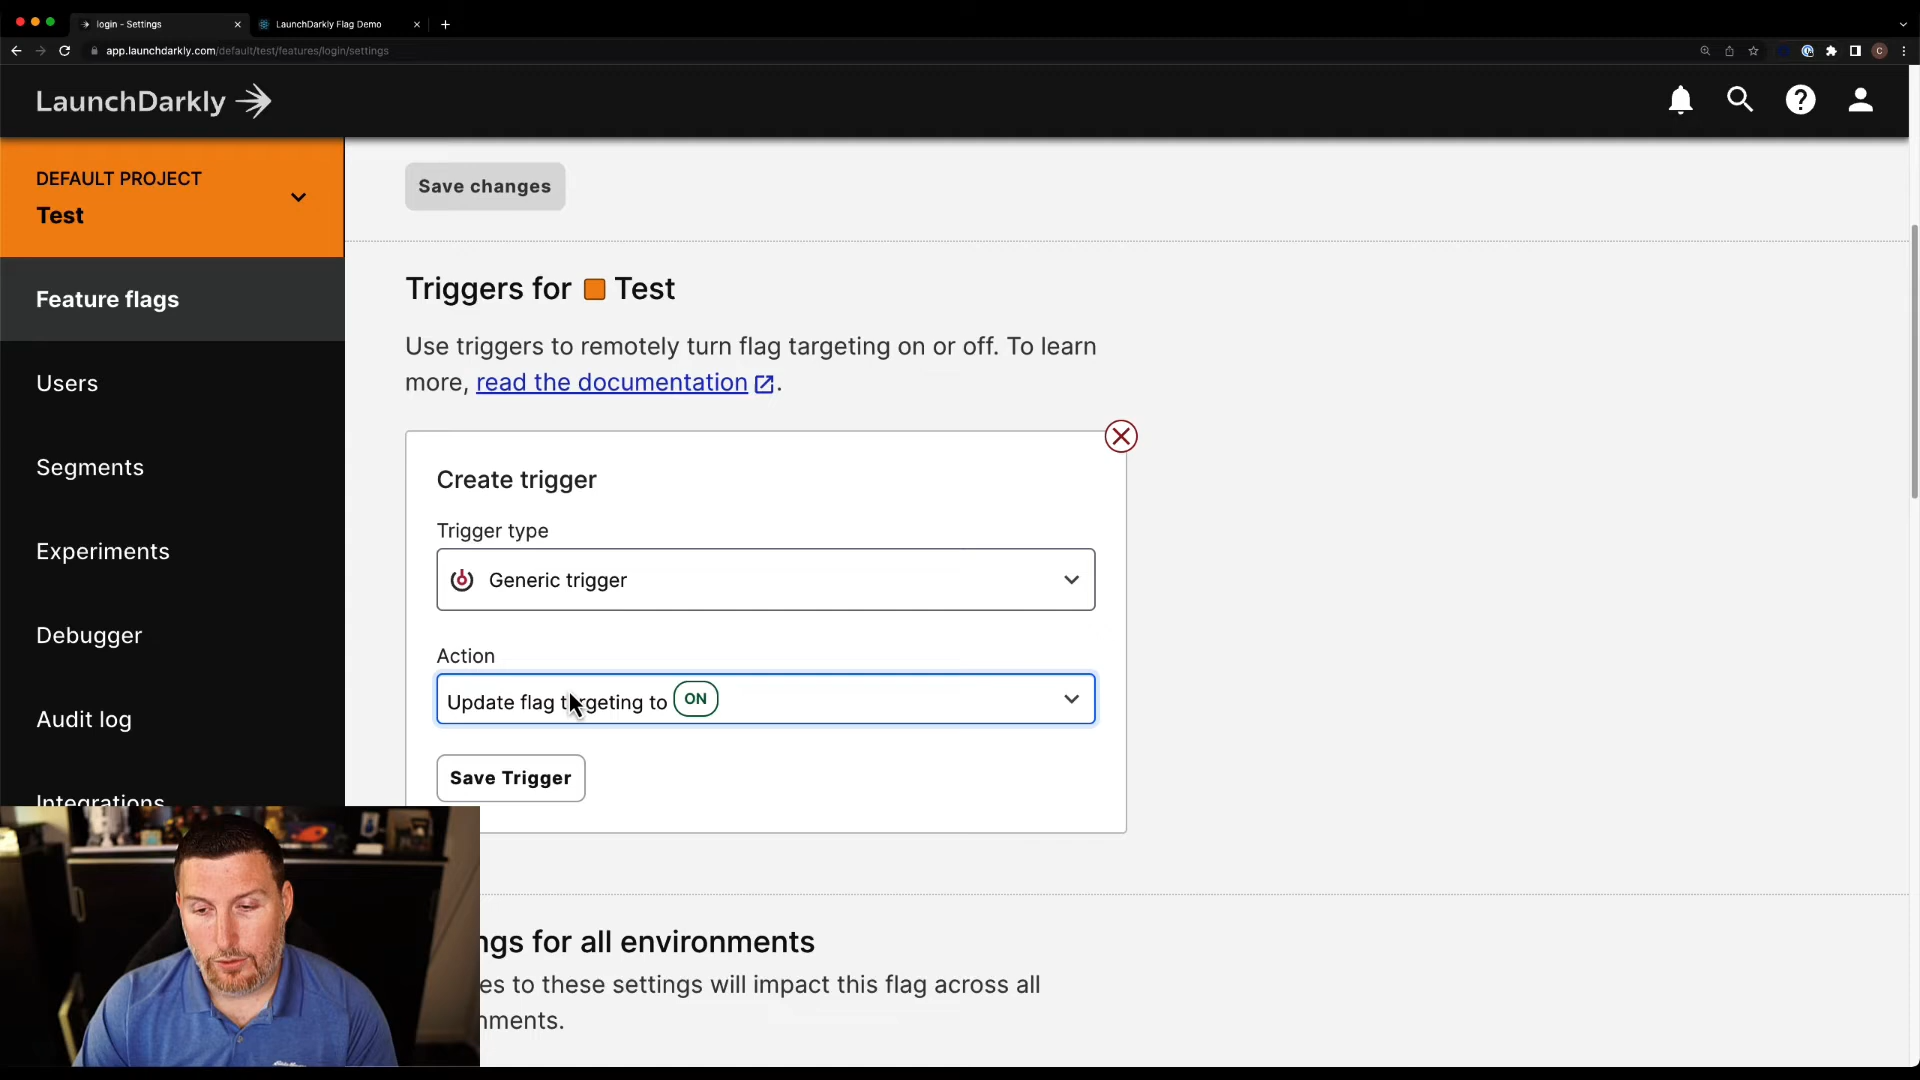 login - Settings
LaunchDarkly Flag Demo
app.launchdarkly.com/default/test/features/login/settings
C
LaunchDarkly
DEFAULT PROJECT
Test
Feature flags
Users
Segments
Experiments
Debugger
Audit log
Integrations
Save changes
Triggers for Test
Use triggers to remotely turn flag targeting on or off. To learn
more, read the documentation.
Create trigger
Trigger type
Generic trigger
Action
Update flag targeting to ON
Save Trigger
ngs for all environments
es to these settings will impact this flag across all
nments.